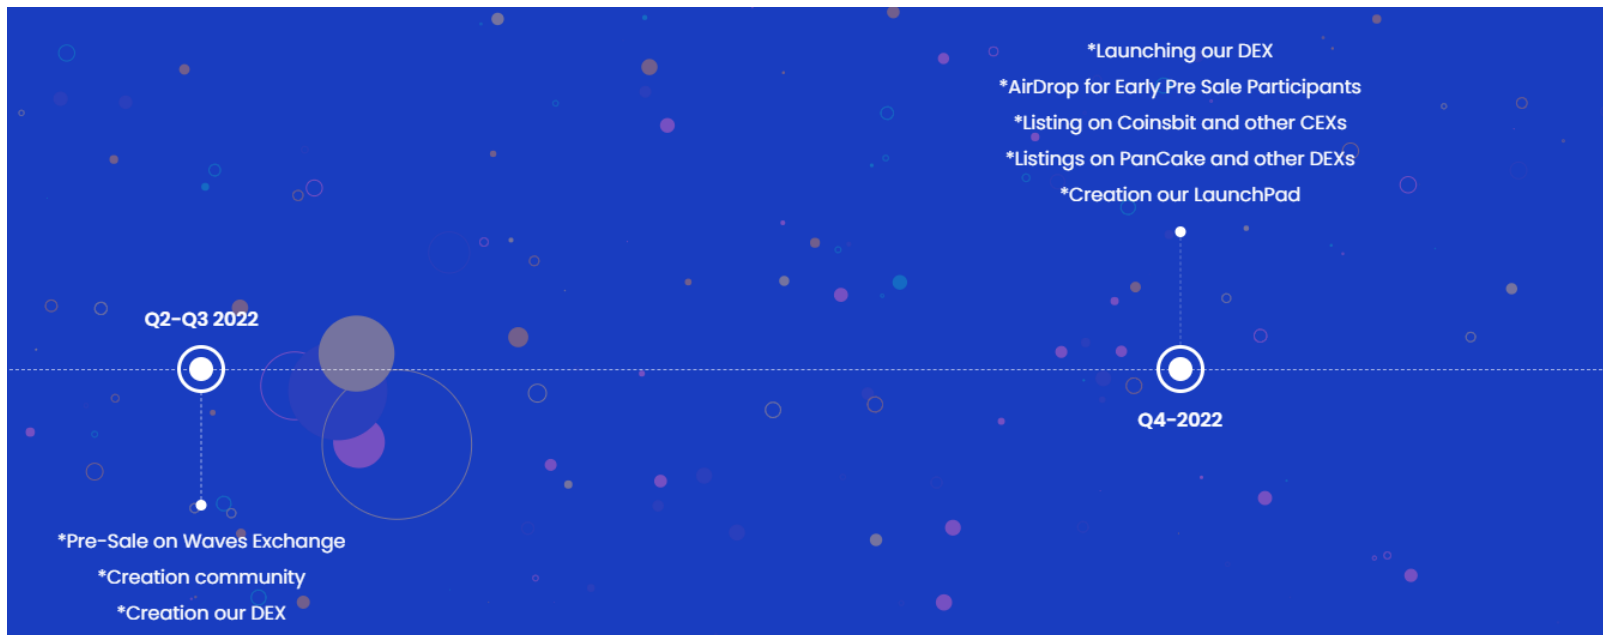 Q2-Q3 2022
*Pre-Sale on Waves Exchange
*Creation community
*Creation our DEX
*Launching our DEX
*AirDrop for Early Pre Sale Participants
*Listing on Coinsbit and other CEXs
*Listings on PanCake and other DEXs
*Creation our LaunchPad
Q4-2022